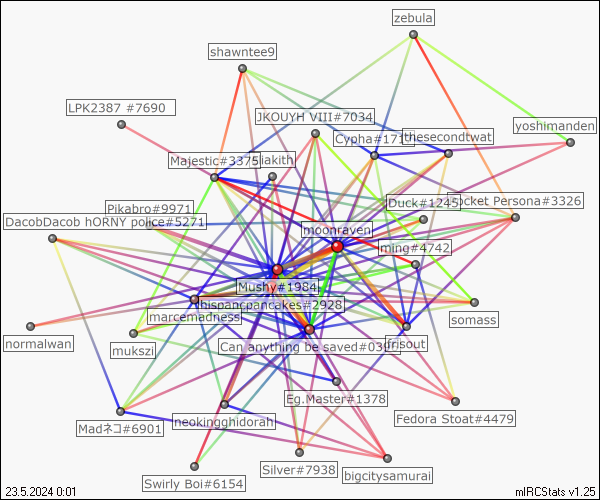 zebula
shawntee9
LPK2387 #7690
JKOUYH VIII#7034
yoshimanden
Cypha#177
thesecondtwat
Majestic#3375
iakith
Pikabro#9971
Duck#1245
ocket Persona#3326
DacobDacob hORNY police#5271
moonraven
ming#4742
Mushy#1984
hispancpancakes#2928
marcemadness
somass
normalwan
mukszi
Can anything be saved#030
frisout
Eg.Master#1378
Fedora Stoat#4479
Madネコ#6901
neokingghidorah
Silver#7938
bigcitysamurai
Swirly Boi#6154
23.5.2024 0:01
mIRCStats v1.25